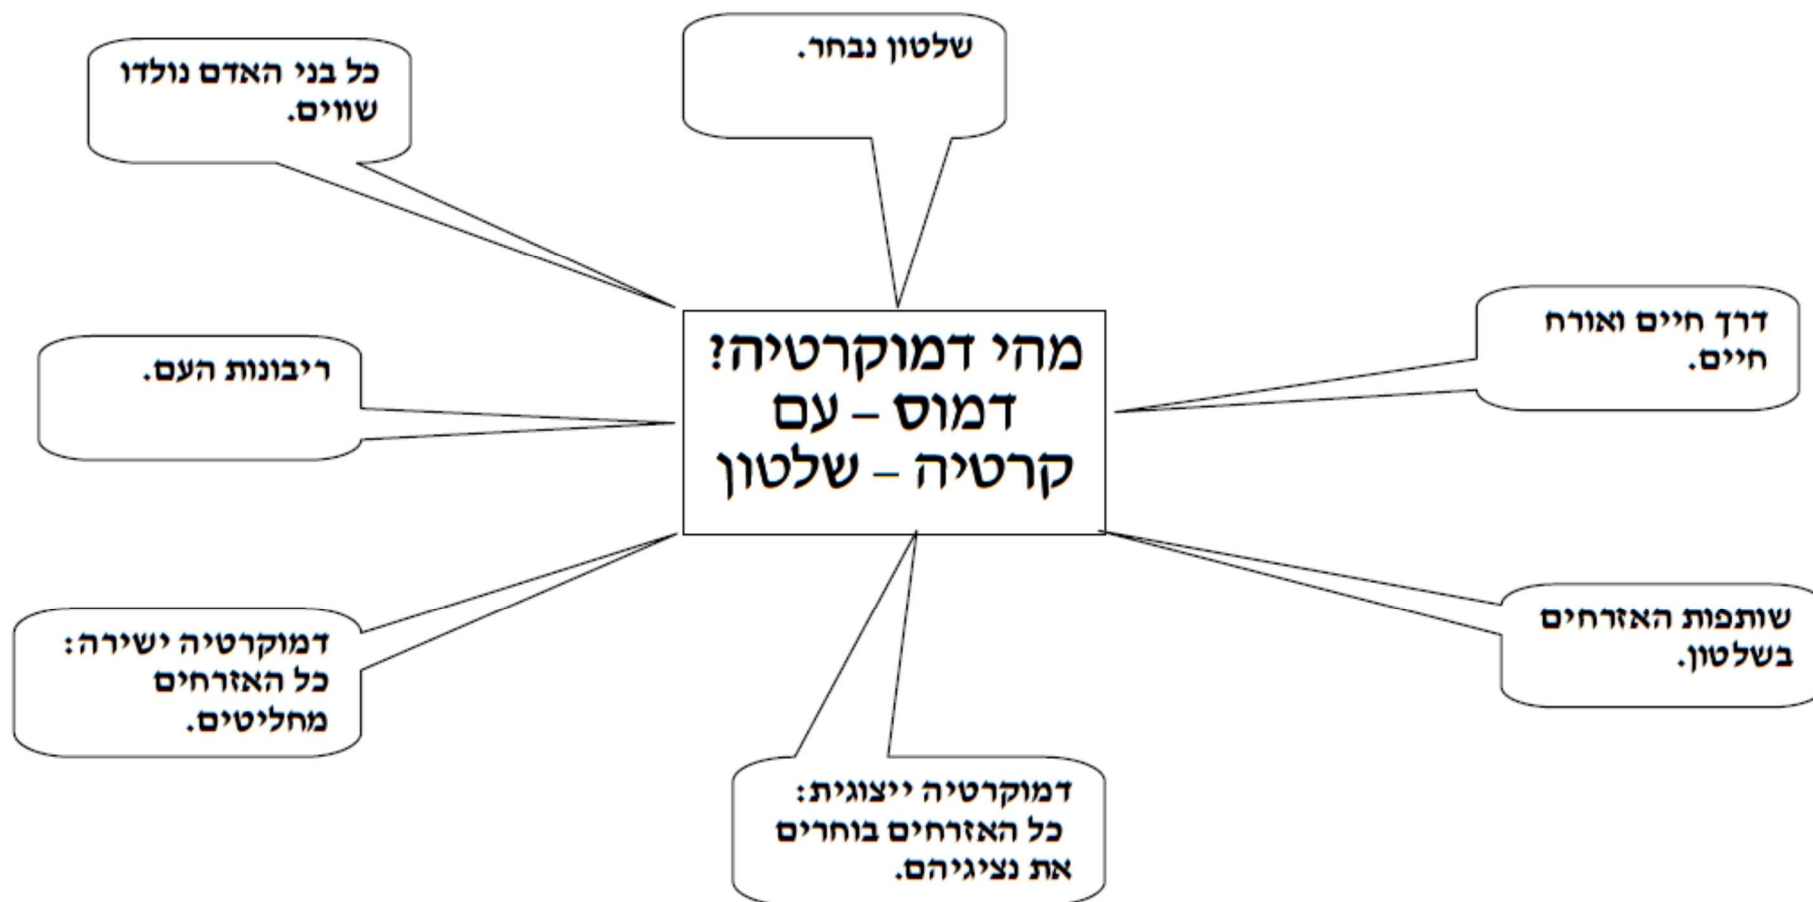 שלטון נבחר.
כל בני האדם נולדו
שווים.
דרך חיים ואורח
חיים.
מהי דמוקרטיה?
דמוס – עם
קרטיה – שלטון
ריבונות העם.
שותפות האזרחים
בשלטון.
דמוקרטיה ישירה:
כל האזרחים
מחליטים.
דמוקרטיה ייצוגית:
כל האזרחים בוחרים
את נציגיהם.